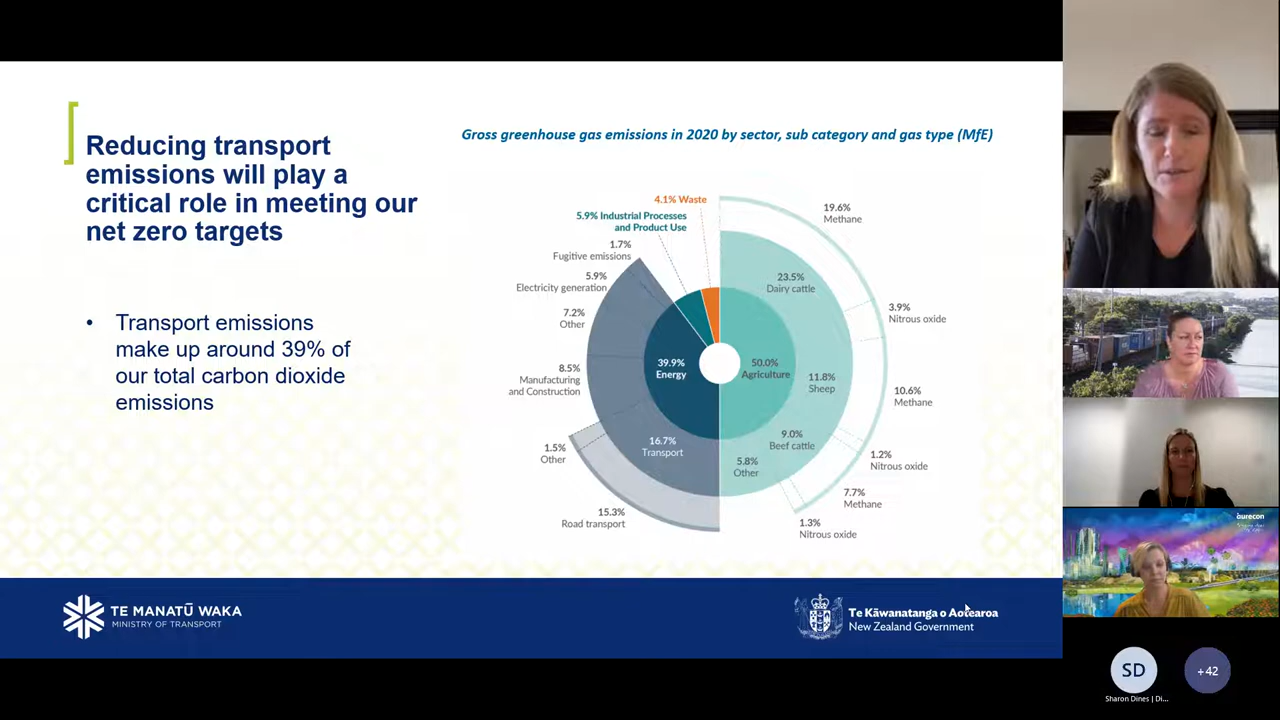 Reducing transport
emissions will play a
critical role in meeting our
net zero targets
• Transport emissions
make up around 39% of
our total carbon dioxide
emissions
Gross greenhouse gas emissions in 2020 by sector, sub category and gas type (MfE)
4.1% Waste
5.9% Industrial Processes
and Product Use
1.7%
Fugitive emissions
5.9%
Electricity generation
7.2%
Other
8.5%
Manufacturing
and Construction
1.5%
Other
15.3%
Road transport
39.9%
Energy
16.7%
Transport
50.0%
Agriculture
23.5%
Dairy cattle
11.8%
Sheep
9.0%
Beef cattle
5.8%
Other
19.6%
Methane
3.9%
Nitrous oxide
10.6%
Methane
1.2%
Nitrous oxide
7.7%
Methane
1.3%
Nitrous oxide
TE MANATŪ WAKA
MINISTRY OF TRANSPORT
Te Kāwanatanga o Aotearoa
New Zealand Government
aurecon
SD
+42
Sharon Dines | Di...